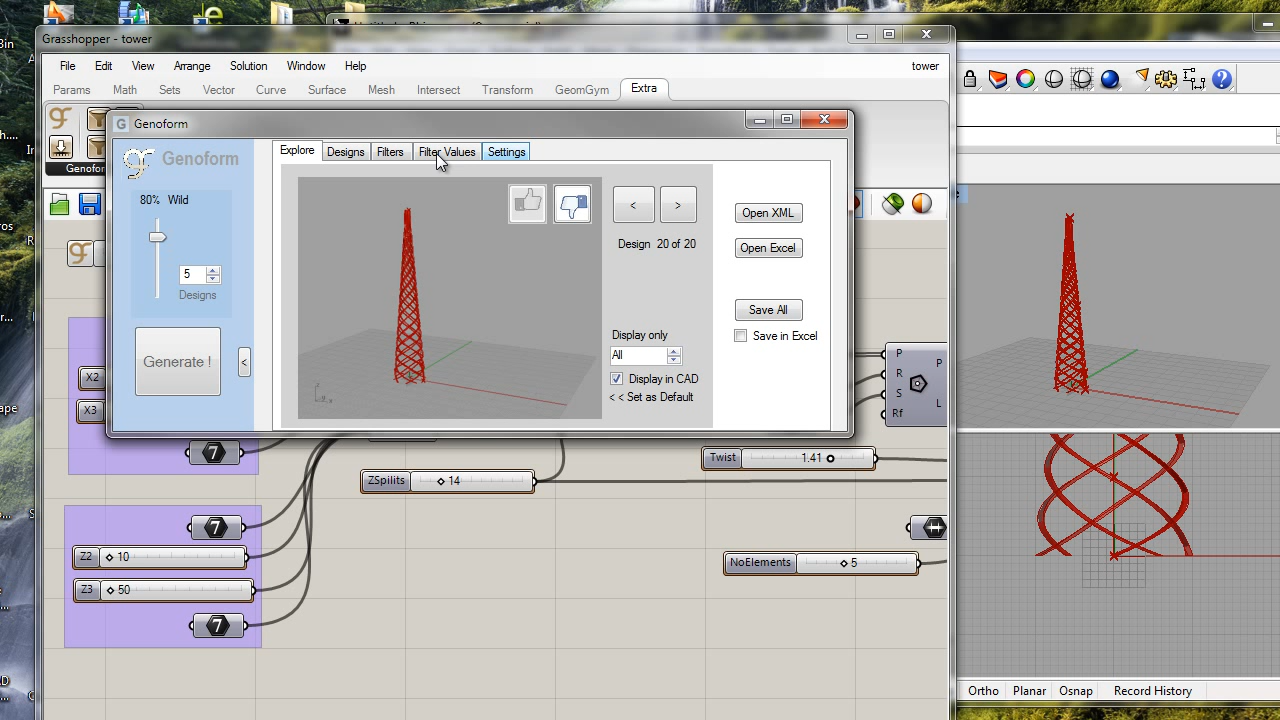 Grasshopper - tower
File Edit View Arrange Solution Window Help tower
Params Math Sets Vector Curve Surface Mesh Intersect Transform GeomGym Extra
G Genoform
Genoform
80% Wild
5
Designs
Generate !
<
Explore Designs Filters Filter Values Settings
< >
Design 20 of 20
Display only
All
Display in CAD
< < Set as Default
Open XML
Open Excel
Save All
Save in Excel
X2
X3
7
P
R
S
Rf
P
L
ZSpilits 14
Twist 1.41
7
Z2 10
Z3 50
7
NoElements 5
Ortho Planar Osnap Record History